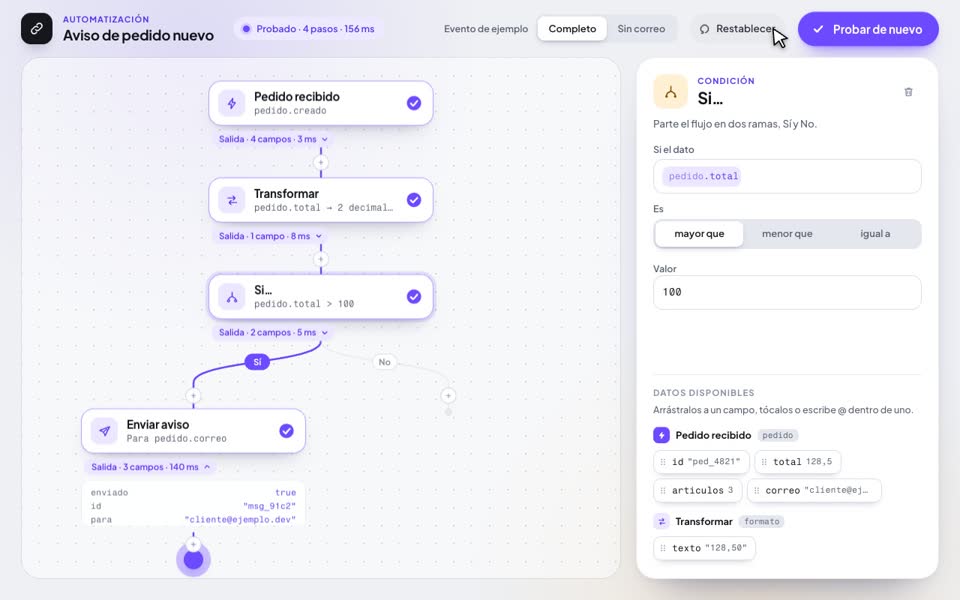 AUTOMATIZACIÓN
Aviso de pedido nuevo
Probado · 4 pasos · 156 ms
Evento de ejemplo
Completo
Sin correo
Restablecer
Probar de nuevo
Pedido recibido
pedido.creado
Salida · 4 campos · 3 ms
Transformar
pedido.total → 2 decimal…
Salida · 1 campo · 8 ms
Si…
pedido.total > 100
Salida · 2 campos · 5 ms
Sí
No
Enviar aviso
Para pedido.correo
Salida · 3 campos · 140 ms
enviado true
id "msg_91c2"
para "cliente@ejemplo.dev"
CONDICIÓN
Si…
Parte el flujo en dos ramas, Sí y No.
Si el dato
pedido.total
Es
mayor que
menor que
igual a
Valor
100
DATOS DISPONIBLES
Arrástralos a un campo, tócalos o escribe @ dentro de uno.
Pedido recibido pedido
id "ped_4821"
total 128,5
articulos 3
correo "cliente@ej…
Transformar formato
texto "128,50"